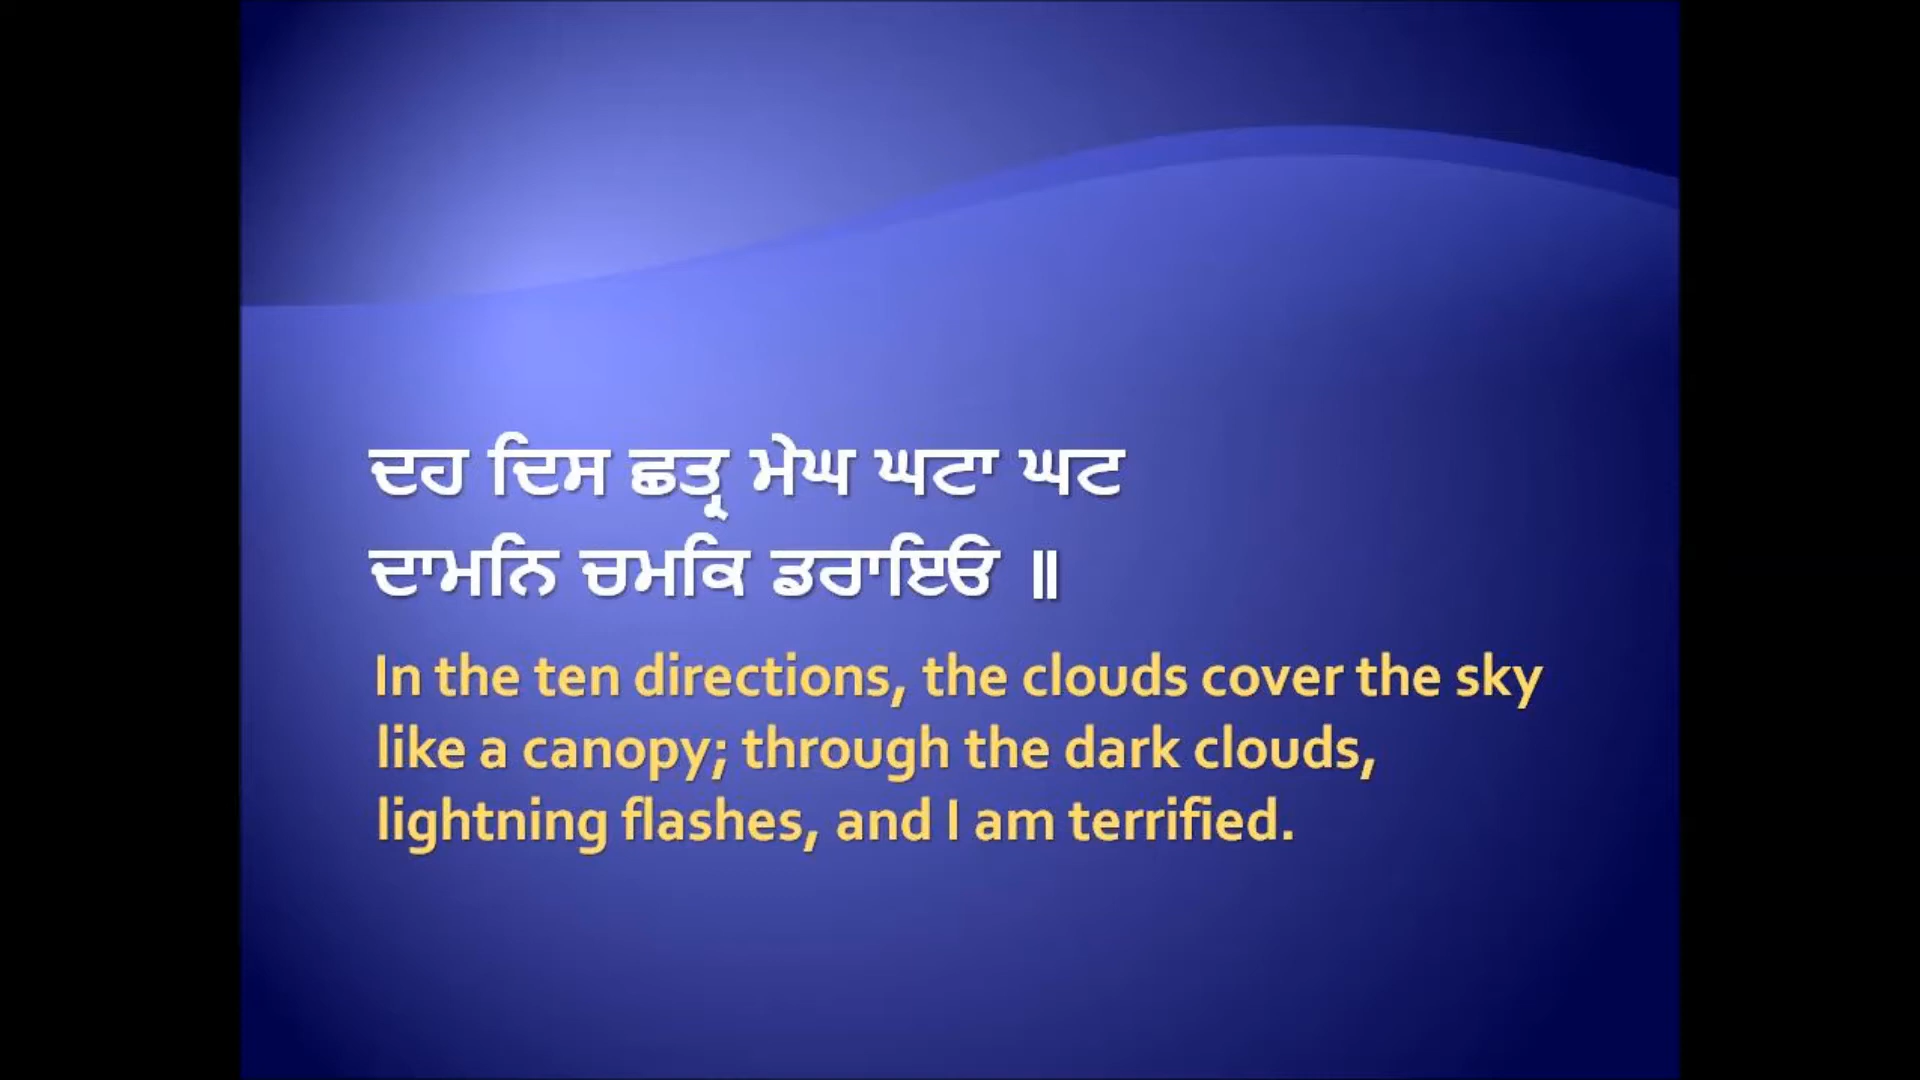 ਦਹ ਦਿਸ ਛਤ੍ਰ ਮੇਘ ਘਟਾ ਘਟ
ਦਾਮਨਿ ਚਮਕਿ ਡਰਾਇਓ ॥
In the ten directions, the clouds cover the sky
like a canopy; through the dark clouds,
lightning flashes, and I am terrified.